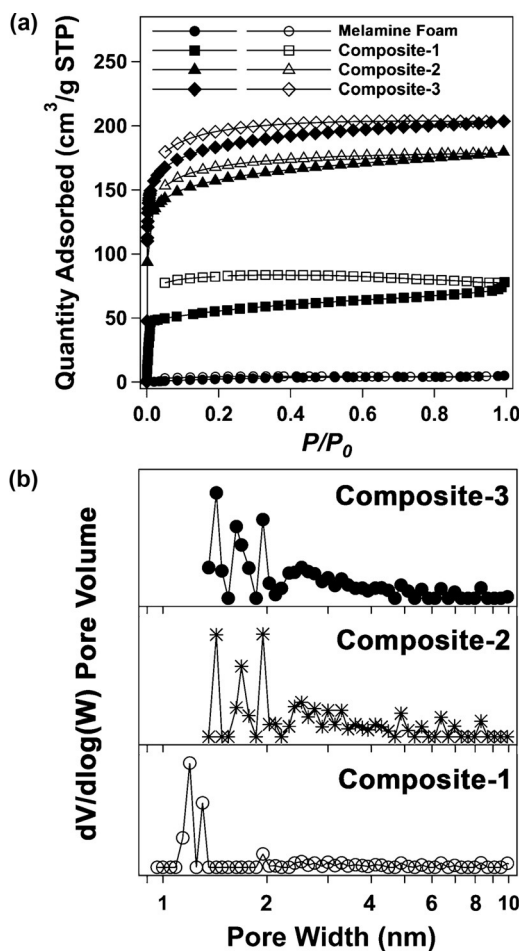 (a)
Melamine Foam
Composite-1
Composite-2
Composite-3
Quantity Adsorbed (cm³/g STP)
250
200
150
100
50
0
0.0 0.2 0.4 0.6 0.8 1.0
P/P₀
(b)
Composite-3
Composite-2
Composite-1
dV/dlog(W) Pore Volume
1 2 4 6 8 10
Pore Width (nm)